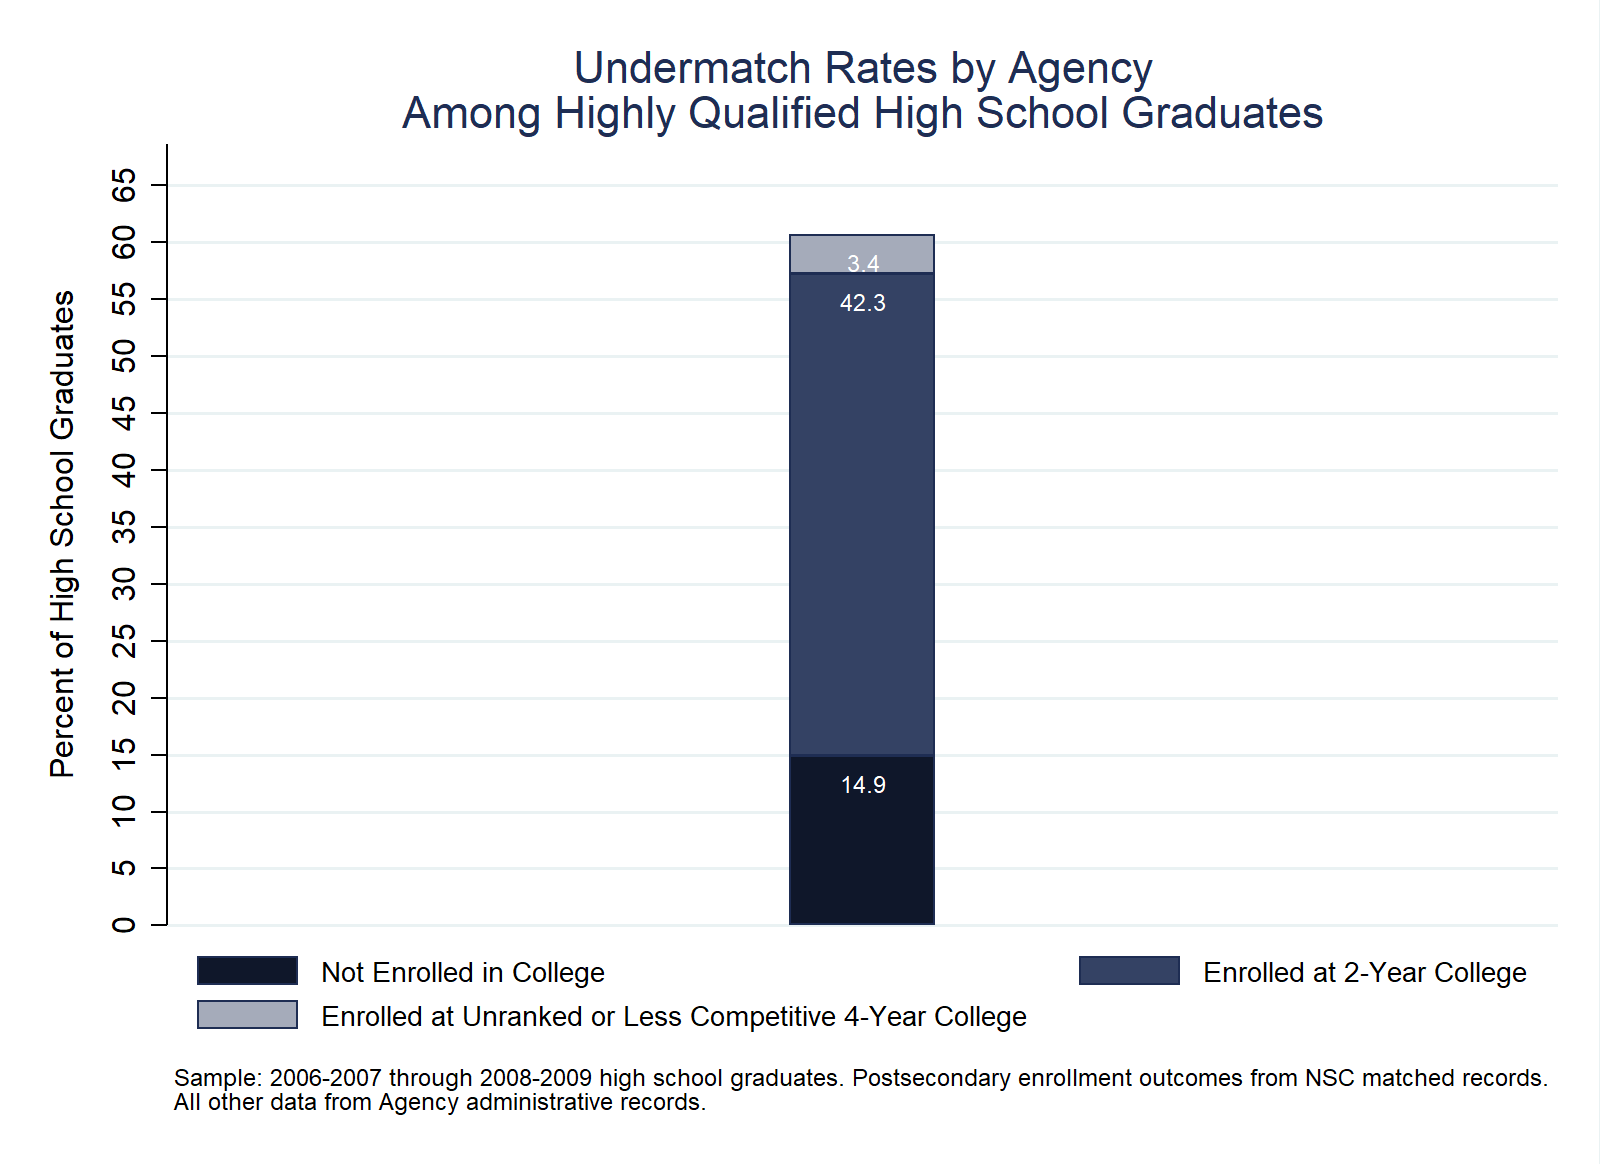 Undermatch Rates by Agency
Among Highly Qualified High School Graduates
Percent of High School Graduates
65
60
55
50
45
40
35
30
25
20
15
10
5
0
3.4
42.3
14.9
Not Enrolled in College
Enrolled at 2-Year College
Enrolled at Unranked or Less Competitive 4-Year College
Sample: 2006-2007 through 2008-2009 high school graduates. Postsecondary enrollment outcomes from NSC matched records.
All other data from Agency administrative records.